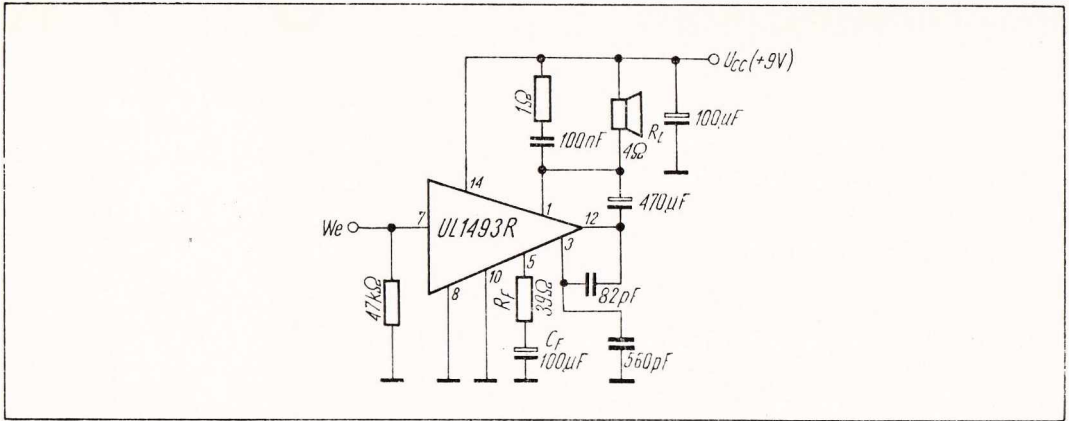 U_CC (+9V)
1Ω
100nF
R_L
4Ω
100µF
470µF
14
1
12
3
We
7
UL1493R
5
10
8
47kΩ
R_F
39Ω
82pF
C_F
100µF
560pF